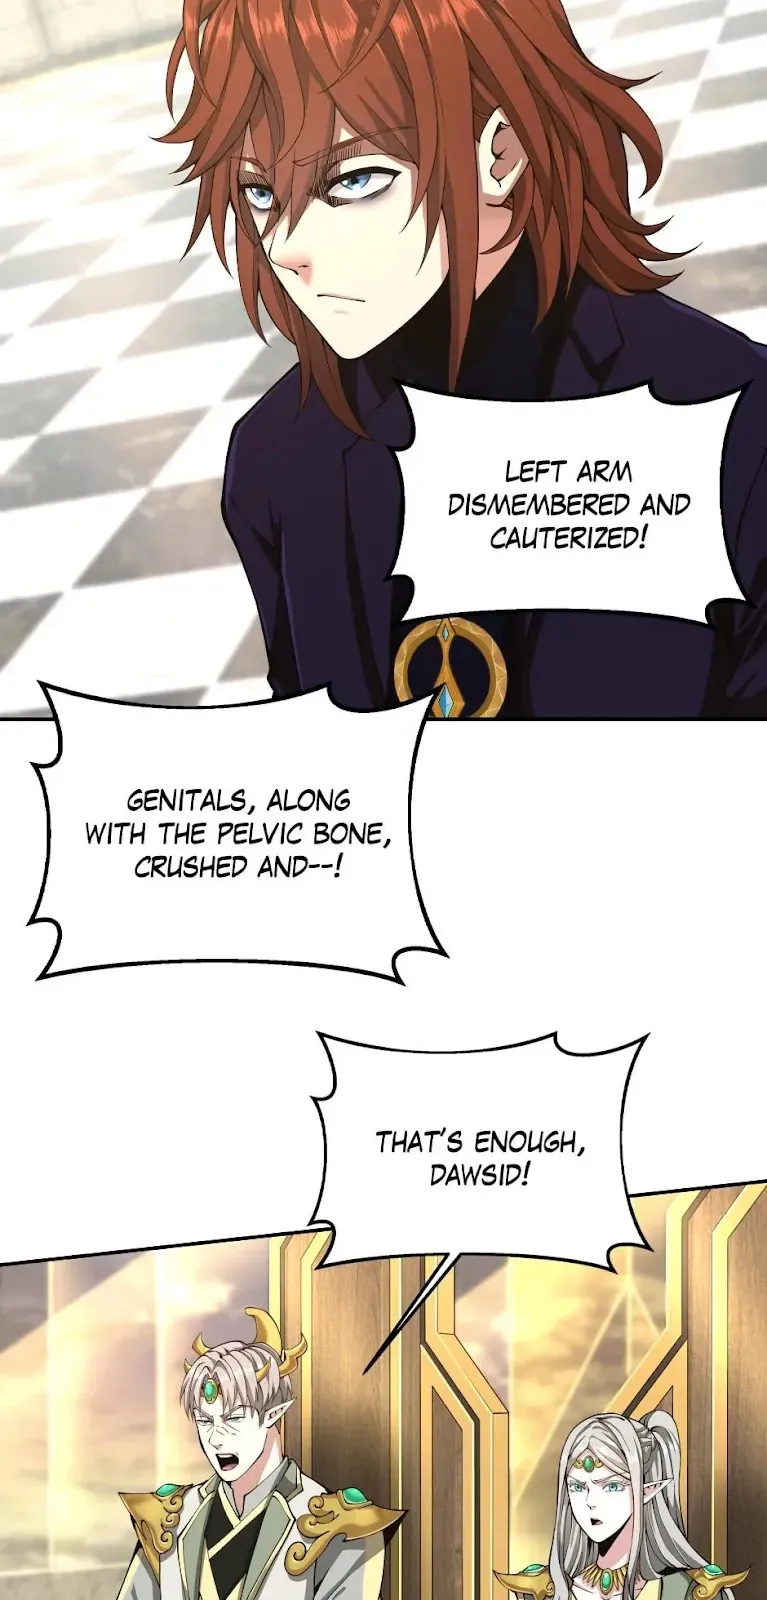 LEFT ARM
DISMEMBERED AND
CAUTERIZED!
GENITALS, ALONG
WITH THE PELVIC BONE,
CRUSHED AND--!
THAT'S ENOUGH,
DAWSID!